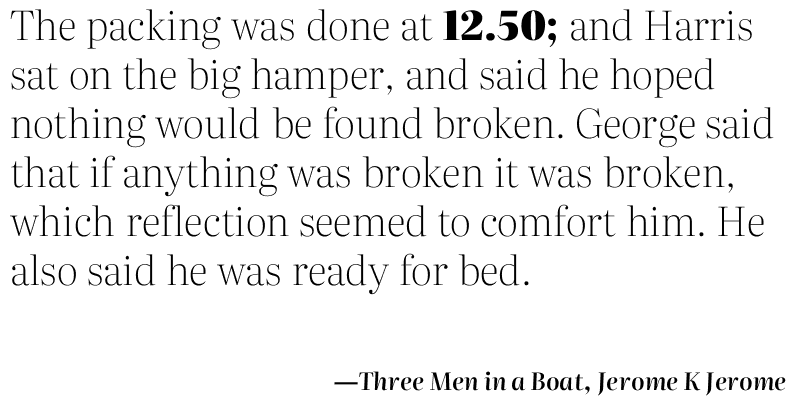 The packing was done at 12.50; and Harris
sat on the big hamper, and said he hoped
nothing would be found broken. George said
that if anything was broken it was broken,
which reflection seemed to comfort him. He
also said he was ready for bed.
—Three Men in a Boat, Jerome K Jerome